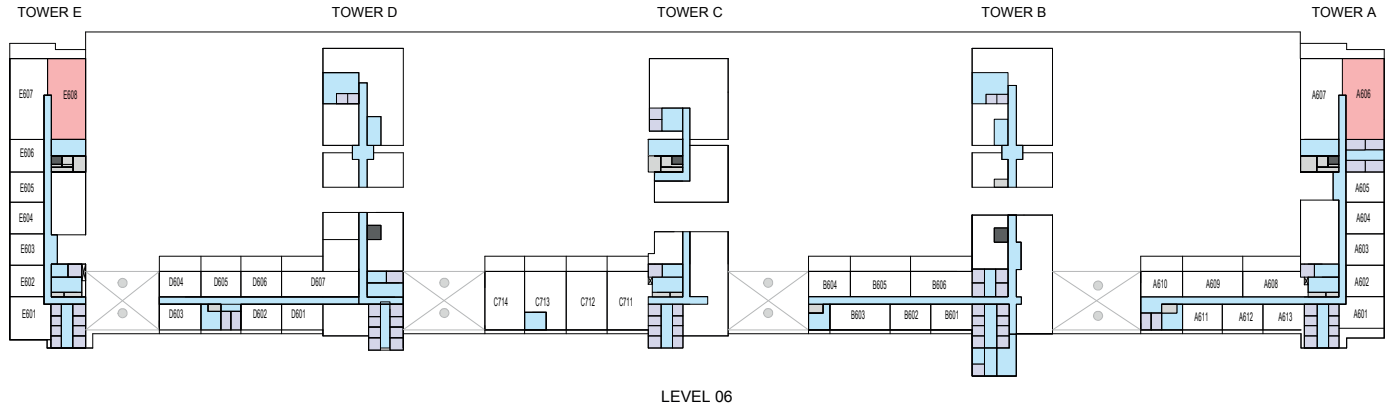 TOWER E TOWER D TOWER C TOWER B TOWER A
E607 E608 A607 A606
E606
E605 A605
E604 A604
E603 A603
E602 D604 D605 D606 D607 B604 B605 B606 A610 A609 A608 A602
C714 C713 C712 C711
E601 D603 D602 D601 B603 B602 B601 A611 A612 A613 A601
LEVEL 06